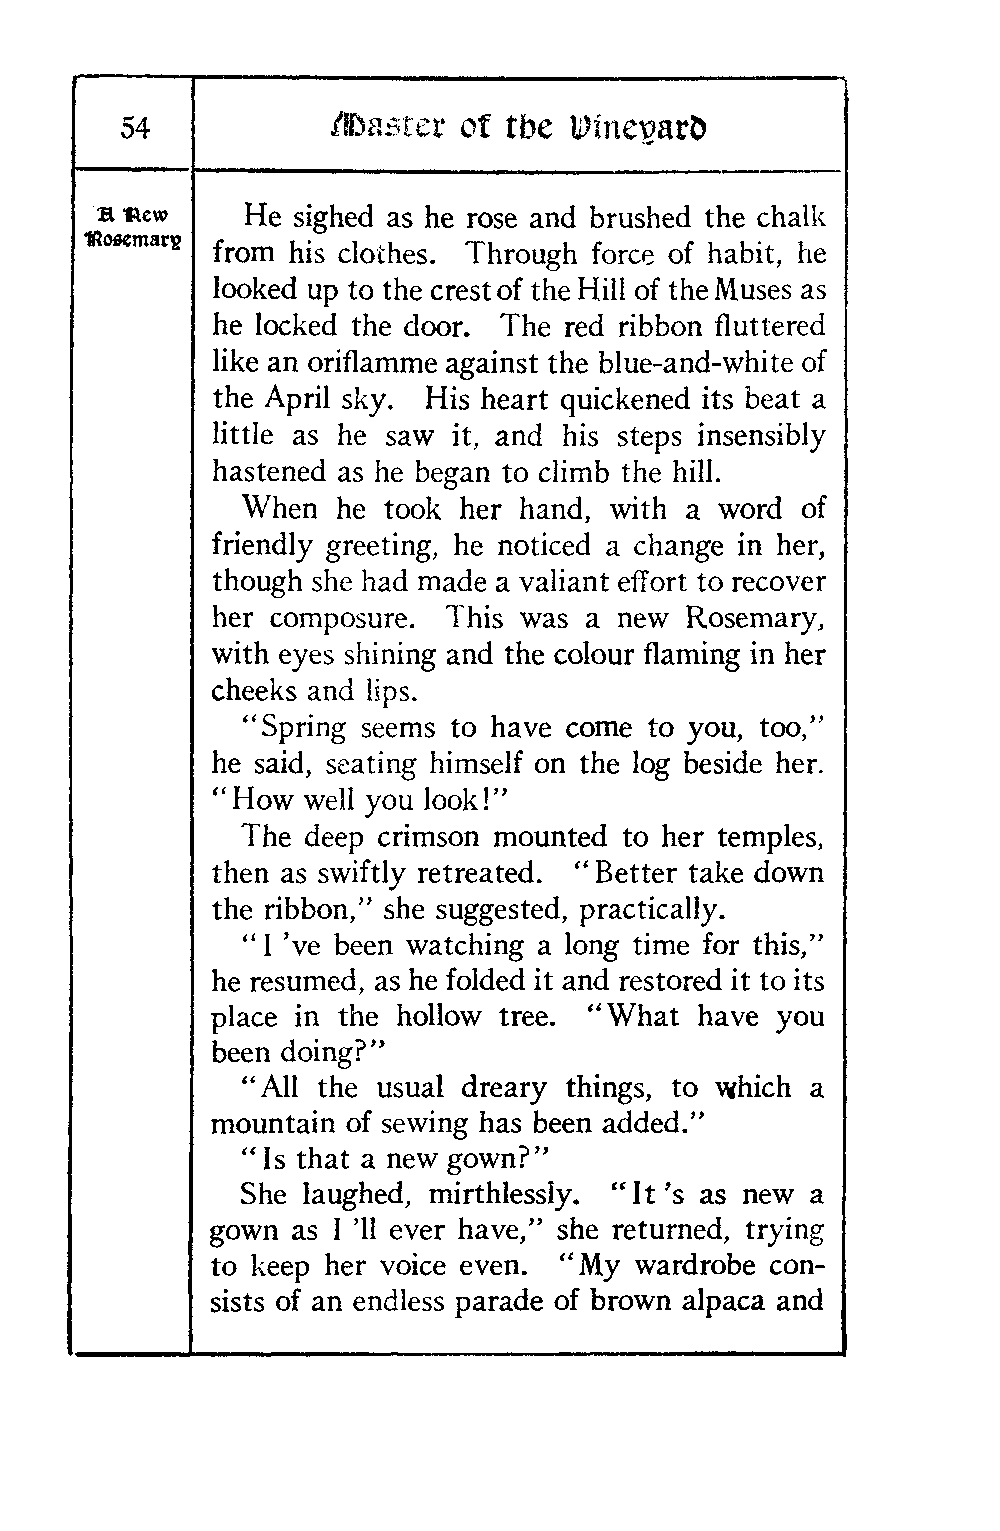 54
Master of the Vineyard
A New
Rosemary
He sighed as he rose and brushed the chalk
from his clothes. Through force of habit, he
looked up to the crest of the Hill of the Muses as
he locked the door. The red ribbon fluttered
like an oriflamme against the blue-and-white of
the April sky. His heart quickened its beat a
little as he saw it, and his steps insensibly
hastened as he began to climb the hill.
When he took her hand, with a word of
friendly greeting, he noticed a change in her,
though she had made a valiant effort to recover
her composure. This was a new Rosemary,
with eyes shining and the colour flaming in her
cheeks and lips.
"Spring seems to have come to you, too,"
he said, seating himself on the log beside her.
"How well you look!"
The deep crimson mounted to her temples,
then as swiftly retreated. "Better take down
the ribbon," she suggested, practically.
"I 've been watching a long time for this,"
he resumed, as he folded it and restored it to its
place in the hollow tree. "What have you
been doing?"
"All the usual dreary things, to which a
mountain of sewing has been added."
"Is that a new gown?"
She laughed, mirthlessly. "It 's as new a
gown as I 'll ever have," she returned, trying
to keep her voice even. "My wardrobe con-
sists of an endless parade of brown alpaca and